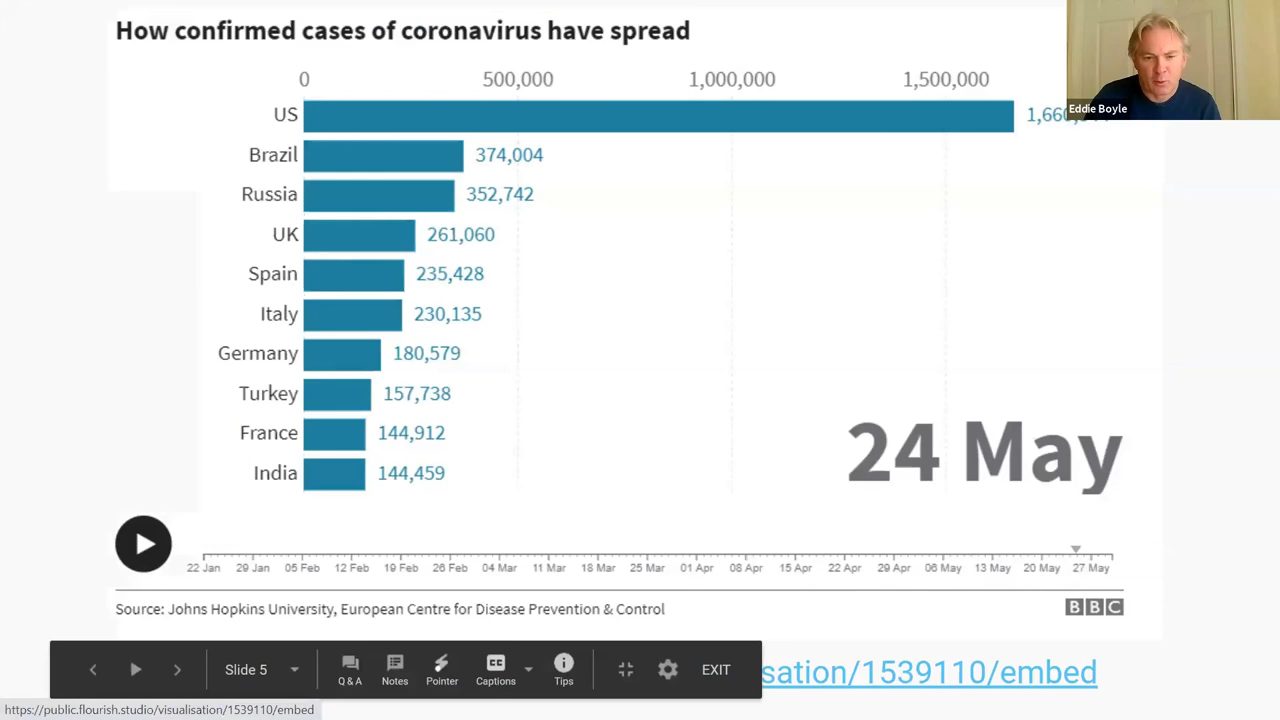 How confirmed cases of coronavirus have spread
0 500,000 1,000,000 1,500,000
Eddie Boyle
US
Brazil 374,004
Russia 352,742
UK 261,060
Spain 235,428
Italy 230,135
Germany 180,579
Turkey 157,738
France 144,912
India 144,459
24 May
22 Jan 29 Jan 05 Feb 12 Feb 19 Feb 26 Feb 04 Mar 11 Mar 18 Mar 25 Mar 01 Apr 08 Apr 15 Apr 22 Apr 29 Apr 06 May 13 May 20 May 27 May
Source: Johns Hopkins University, European Centre for Disease Prevention & Control
BBC
Slide 5
Q & A Notes Pointer Captions Tips
EXIT
sation/1539110/embed
https://public.flourish.studio/visualisation/1539110/embed